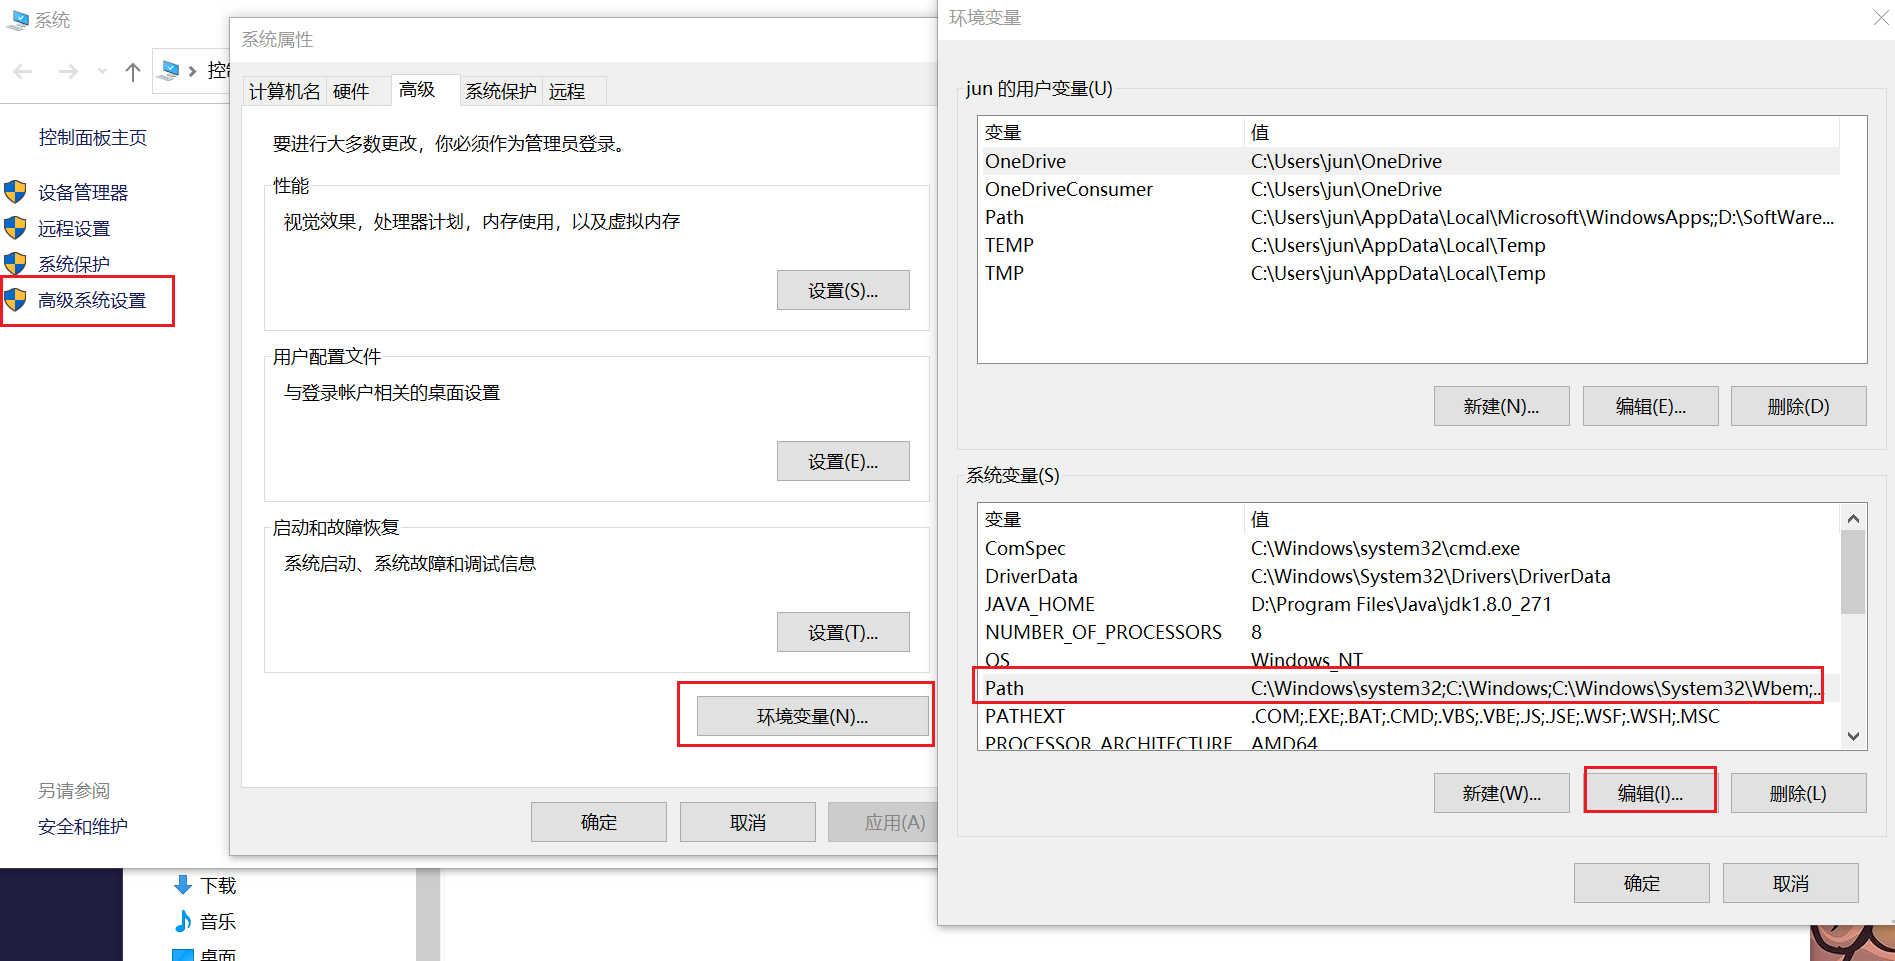 系统
控制面板主页
设备管理器
远程设置
系统保护
高级系统设置
另请参阅
安全和维护
下载
音乐
桌面
系统属性
计算机名 硬件 高级 系统保护 远程
要进行大多数更改，你必须作为管理员登录。
性能
视觉效果，处理器计划，内存使用，以及虚拟内存
设置(S)...
用户配置文件
与登录帐户相关的桌面设置
设置(E)...
启动和故障恢复
系统启动、系统故障和调试信息
设置(T)...
环境变量(N)...
确定 取消 应用(A)
环境变量
jun 的用户变量(U)
变量 值
OneDrive C:\Users\jun\OneDrive
OneDriveConsumer C:\Users\jun\OneDrive
Path C:\Users\jun\AppData\Local\Microsoft\WindowsApps;;D:\SoftWare...
TEMP C:\Users\jun\AppData\Local\Temp
TMP C:\Users\jun\AppData\Local\Temp
新建(N)... 编辑(E)... 删除(D)
系统变量(S)
变量 值
ComSpec C:\Windows\system32\cmd.exe
DriverData C:\Windows\System32\Drivers\DriverData
JAVA_HOME D:\Program Files\Java\jdk1.8.0_271
NUMBER_OF_PROCESSORS 8
OS Windows_NT
Path C:\Windows\system32;C:\Windows;C:\Windows\System32\Wbem;...
PATHEXT .COM;.EXE;.BAT;.CMD;.VBS;.VBE;.JS;.JSE;.WSF;.WSH;.MSC
PROCESSOR_ARCHITECTURE AMD64
新建(W)... 编辑(I)... 删除(L)
确定 取消